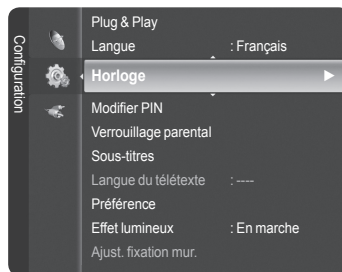 Configuration
Plug & Play
Langue : Français
Horloge
Modifier PIN
Verrouillage parental
Sous-titres
Langue du télétexte : ----
Préférence
Effet lumineux : En marche
Ajust. fixation mur.